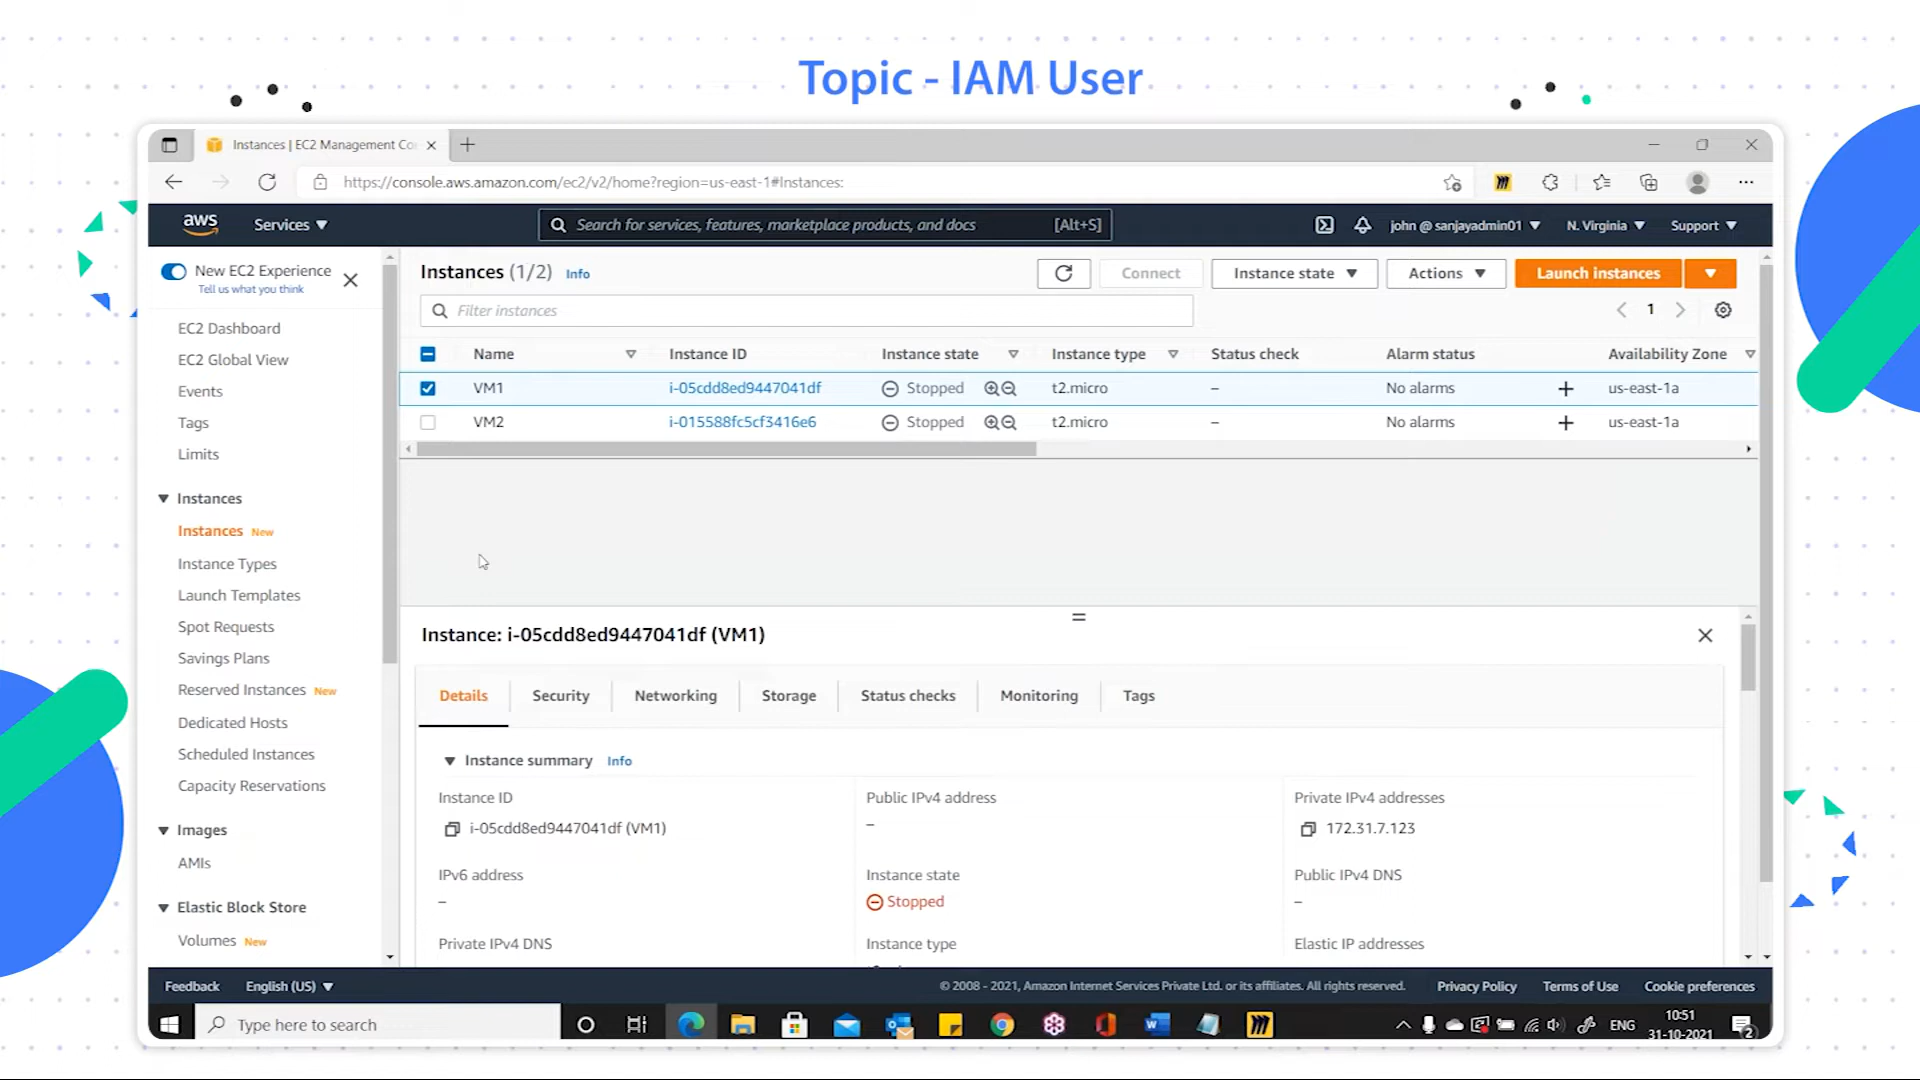 Topic - IAM User
Instances | EC2 Management Co
https://console.aws.amazon.com/ec2/v2/home?region=us-east-1#Instances:
aws
Services
Search for services, features, marketplace products, and docs
[Alt+S]
john @ sanjayadmin01
N. Virginia
Support
New EC2 Experience
Tell us what you think
EC2 Dashboard
EC2 Global View
Events
Tags
Limits
Instances
Instances New
Instance Types
Launch Templates
Spot Requests
Savings Plans
Reserved Instances New
Dedicated Hosts
Scheduled Instances
Capacity Reservations
Images
AMIs
Elastic Block Store
Volumes New
Instances (1/2) Info
Connect
Instance state
Actions
Launch instances
Filter instances
1
Name Instance ID Instance state Instance type Status check Alarm status Availability Zone
VM1 i-05cdd8ed9447041df Stopped t2.micro – No alarms us-east-1a
VM2 i-015588fc5cf3416e6 Stopped t2.micro – No alarms us-east-1a
Instance: i-05cdd8ed9447041df (VM1)
Details Security Networking Storage Status checks Monitoring Tags
Instance summary Info
Instance ID
i-05cdd8ed9447041df (VM1)
Public IPv4 address
–
Private IPv4 addresses
172.31.7.123
IPv6 address
–
Instance state
Stopped
Public IPv4 DNS
–
Private IPv4 DNS
Instance type
Elastic IP addresses
Feedback English (US)
© 2008 - 2021, Amazon Internet Services Private Ltd. or its affiliates. All rights reserved. Privacy Policy Terms of Use Cookie preferences
Type here to search
ENG
10:51
31-10-2021
2